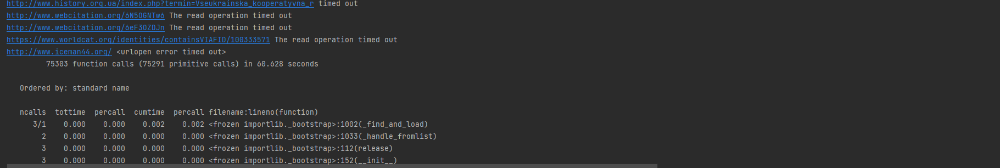 http://www.history.org.ua/index.php?termin=Vseukrainska_kooperatyvna_r timed out
http://www.webcitation.org/6N5OGNTw6 The read operation timed out
http://www.webcitation.org/6eF3OZDJn The read operation timed out
https://www.worldcat.org/identities/containsVIAFID/100333571 The read operation timed out
http://www.iceman44.org/ <urlopen error timed out>
75303 function calls (75291 primitive calls) in 60.628 seconds
Ordered by: standard name
ncalls tottime percall cumtime percall filename:lineno(function)
3/1 0.000 0.000 0.002 0.002 <frozen importlib._bootstrap>:1002(_find_and_load)
2 0.000 0.000 0.000 0.000 <frozen importlib._bootstrap>:1033(_handle_fromlist)
3 0.000 0.000 0.000 0.000 <frozen importlib._bootstrap>:112(release)
3 0.000 0.000 0.000 0.000 <frozen importlib._bootstrap>:152(__init__)